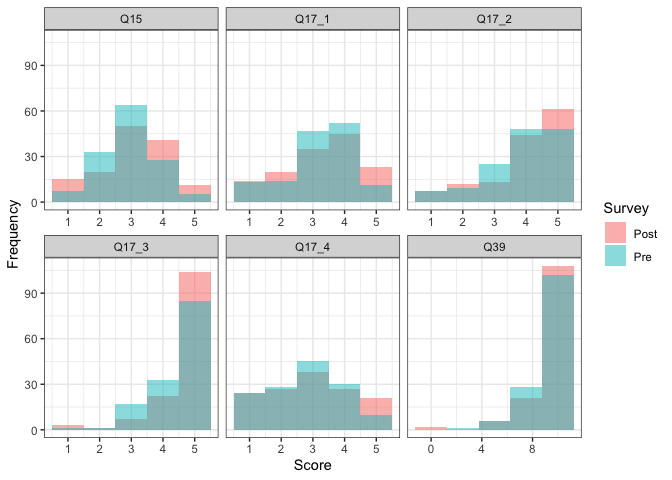 Q15 Q17_1 Q17_2
90
60
30
0
1 2 3 4 5 1 2 3 4 5 1 2 3 4 5
Frequency
Q17_3 Q17_4 Q39
90
60
30
0
1 2 3 4 5 1 2 3 4 5 0 4 8
Score
Survey
Post
Pre